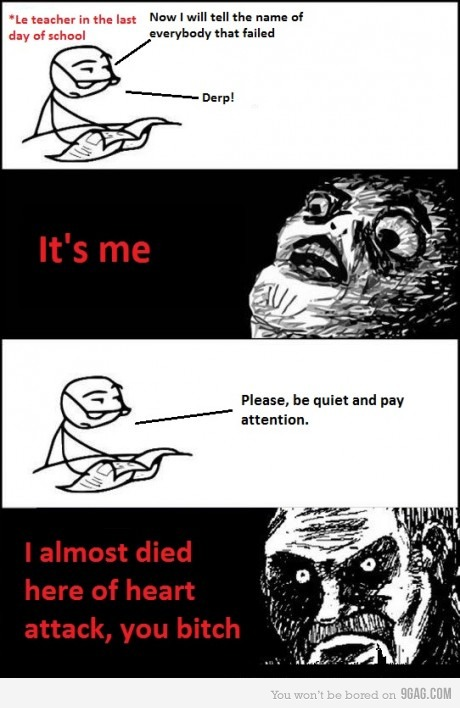 *Le teacher in the last
day of school
Now I will tell the name of
everybody that failed
Derp!
It's me
Please, be quiet and pay
attention.
I almost died
here of heart
attack, you bitch
You won't be bored on 9GAG.COM